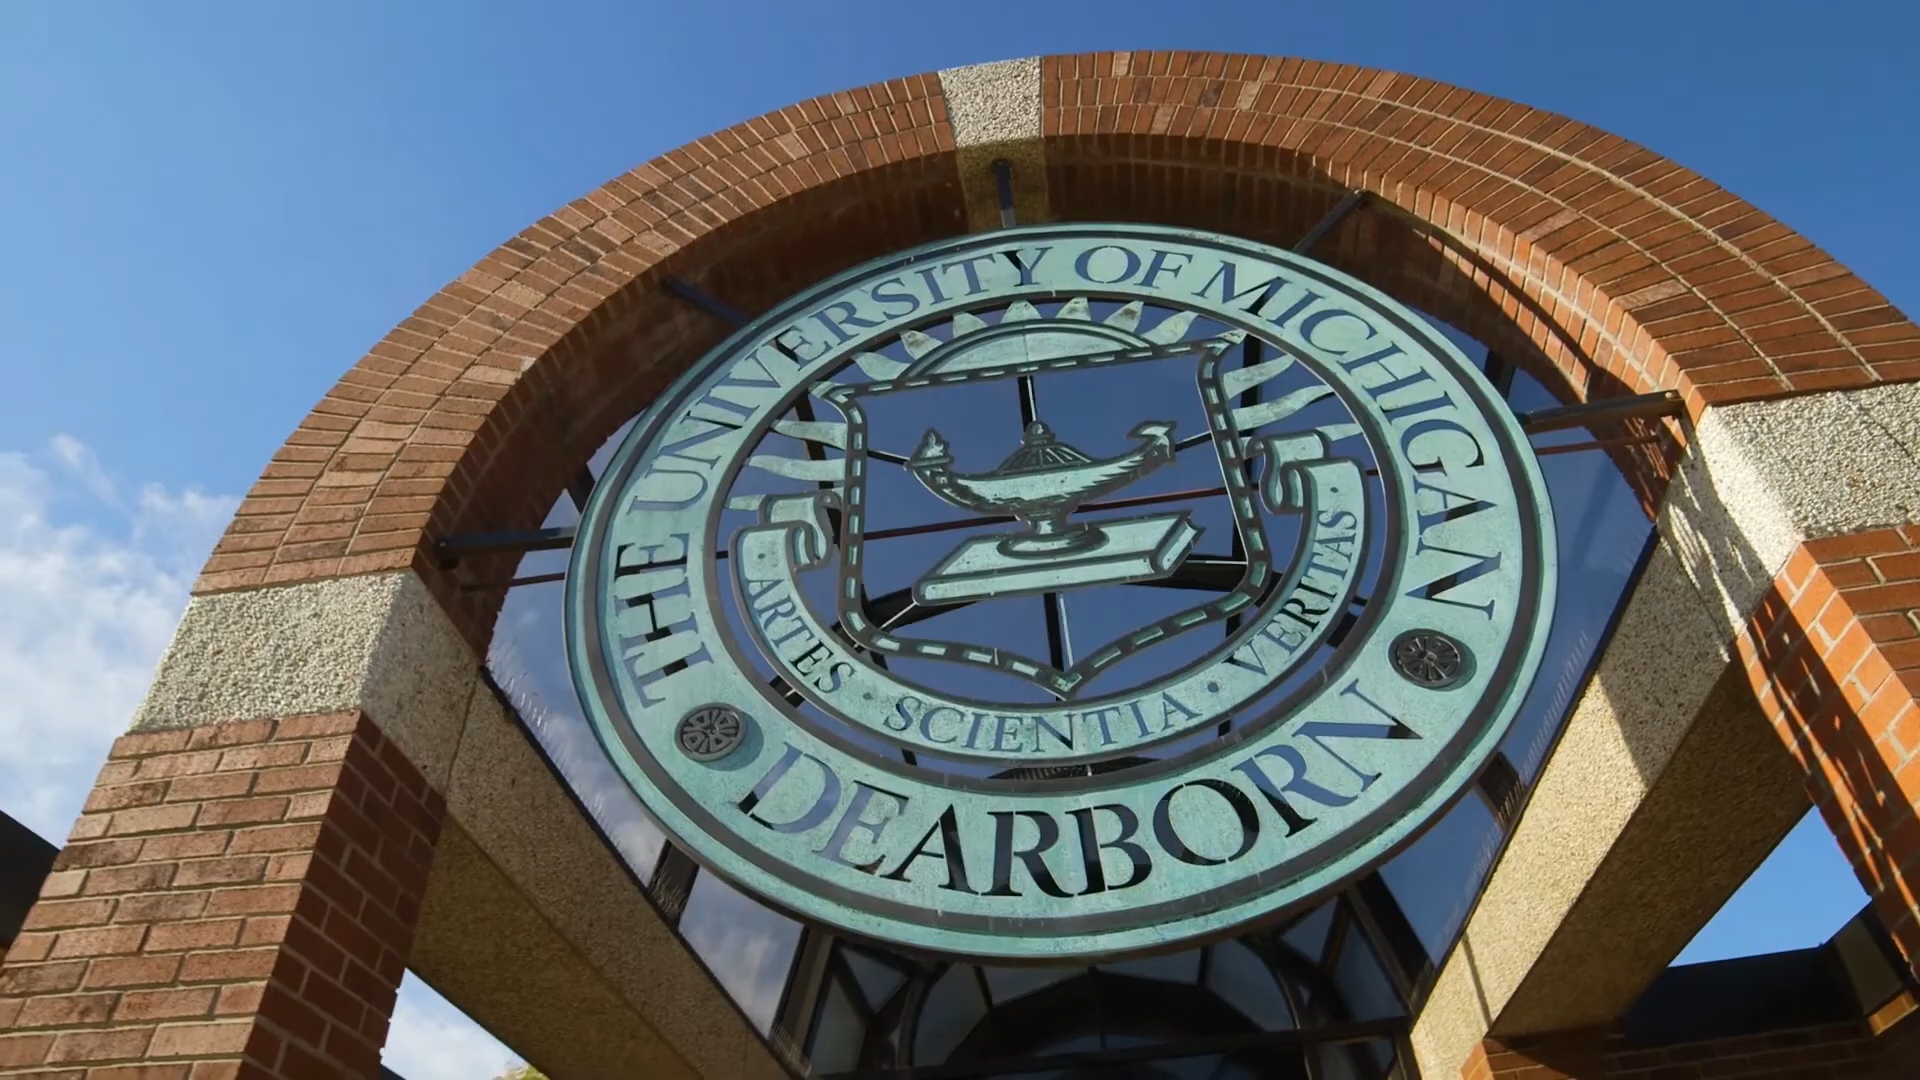 THE UNIVERSITY OF MICHIGAN
ARTES · SCIENTIA · VERITAS ·
DEARBORN